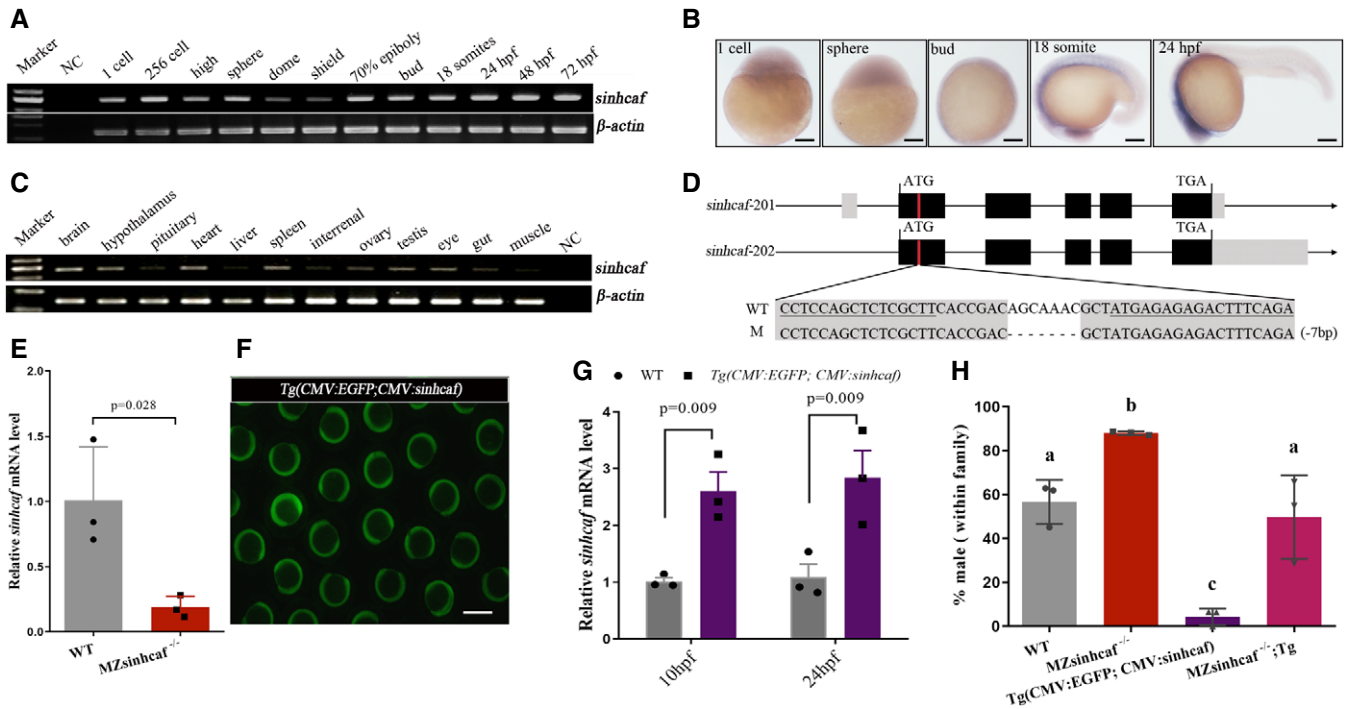 A
Marker NC 1 cell 256 cell high sphere dome shield 70% epiboly bud 18 somites 24 hpf 48 hpf 72 hpf
sinhcaf
β-actin
B
1 cell sphere bud 18 somite 24 hpf
C
Marker brain hypothalamus pituitary heart liver spleen interrenal ovary testis eye gut muscle NC
sinhcaf
β-actin
D
ATG TGA
sinhcaf-201
ATG TGA
sinhcaf-202
WT CCTCCAGCTCTCGCTTCACCGACAGCAAACGCTATGAGAGAGACTTTCAGA
M CCTCCAGCTCTCGCTTCACCGAC-------GCTATGAGAGAGACTTTCAGA (-7bp)
E
Relative sinhcaf mRNA level
2.0
1.5
1.0
0.5
0.0
p=0.028
WT
MZsinhcaf-/-
F
Tg(CMV:EGFP;CMV:sinhcaf)
G
WT Tg(CMV:EGFP; CMV:sinhcaf)
Relative sinhcaf mRNA level
4
3
2
1
0
p=0.009 p=0.009
10hpf 24hpf
H
% male ( within family)
100
80
60
40
20
0
a b c a
WT
MZsinhcaf-/-
Tg(CMV:EGFP; CMV:sinhcaf)
MZsinhcaf-/-;Tg